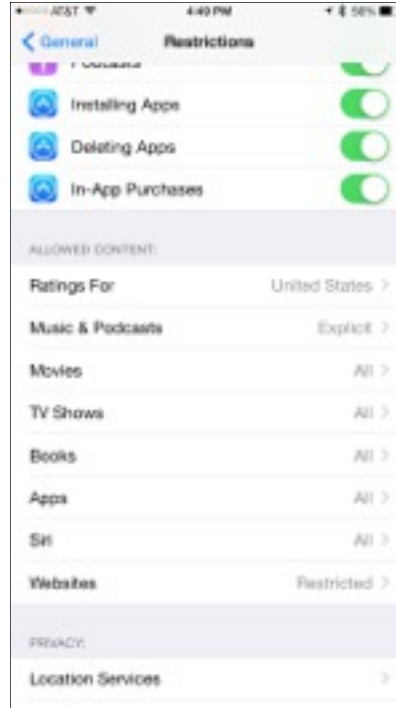 AT&T 4:49 PM 56%
General Restrictions
Podcasts
Installing Apps
Deleting Apps
In-App Purchases
ALLOWED CONTENT:
Ratings For United States
Music & Podcasts Explicit
Movies All
TV Shows All
Books All
Apps All
Siri All
Websites Restricted
PRIVACY:
Location Services